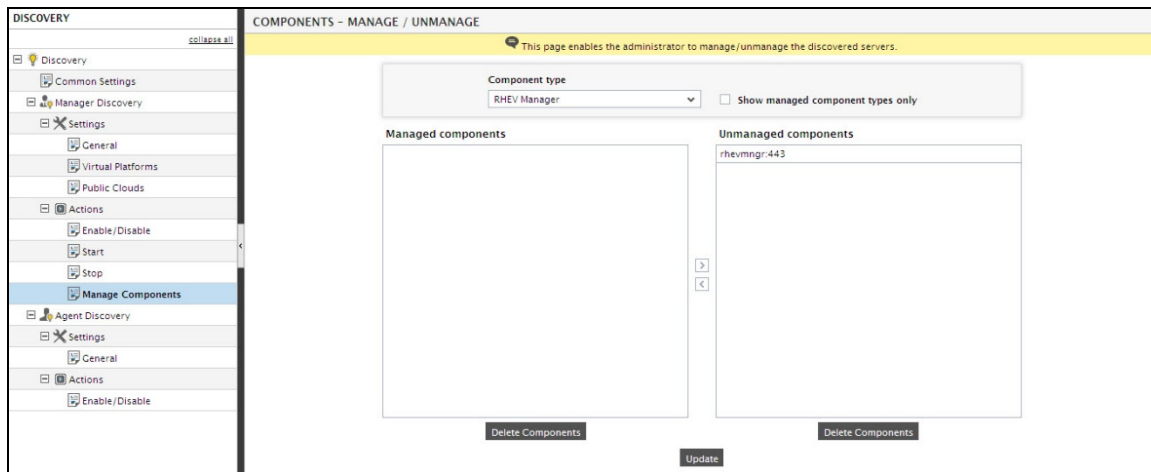 DISCOVERY
collapse all
Discovery
Common Settings
Manager Discovery
Settings
General
Virtual Platforms
Public Clouds
Actions
Enable/Disable
Start
Stop
Manage Components
Agent Discovery
Settings
General
Actions
Enable/Disable
COMPONENTS - MANAGE / UNMANAGE
This page enables the administrator to manage/unmanage the discovered servers.
Component type
RHEV Manager
Show managed component types only
Managed components
Unmanaged components
rhevmngr:443
Delete Components
Delete Components
Update